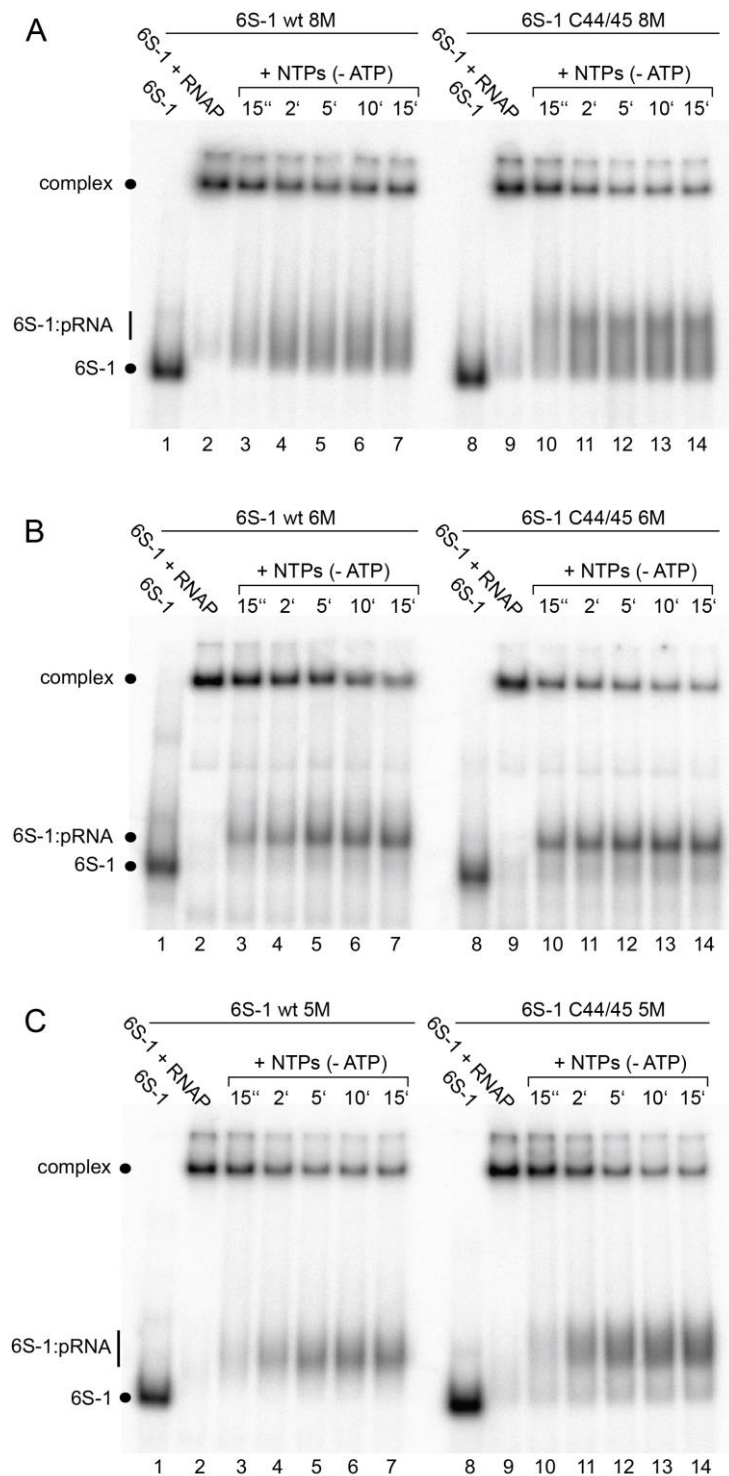 A
6S-1 wt 8M 6S-1 C44/45 8M
6S-1 6S-1 + RNAP + NTPs (- ATP) 6S-1 6S-1 + RNAP + NTPs (- ATP)
15“ 2‘ 5‘ 10‘ 15‘ 15“ 2‘ 5‘ 10‘ 15‘
complex
6S-1:pRNA
6S-1
1 2 3 4 5 6 7 8 9 10 11 12 13 14
B
6S-1 wt 6M 6S-1 C44/45 6M
6S-1 6S-1 + RNAP + NTPs (- ATP) 6S-1 6S-1 + RNAP + NTPs (- ATP)
15“ 2‘ 5‘ 10‘ 15‘ 15“ 2‘ 5‘ 10‘ 15‘
complex
6S-1:pRNA
6S-1
1 2 3 4 5 6 7 8 9 10 11 12 13 14
C
6S-1 wt 5M 6S-1 C44/45 5M
6S-1 6S-1 + RNAP + NTPs (- ATP) 6S-1 6S-1 + RNAP + NTPs (- ATP)
15“ 2‘ 5‘ 10‘ 15‘ 15“ 2‘ 5‘ 10‘ 15‘
complex
6S-1:pRNA
6S-1
1 2 3 4 5 6 7 8 9 10 11 12 13 14